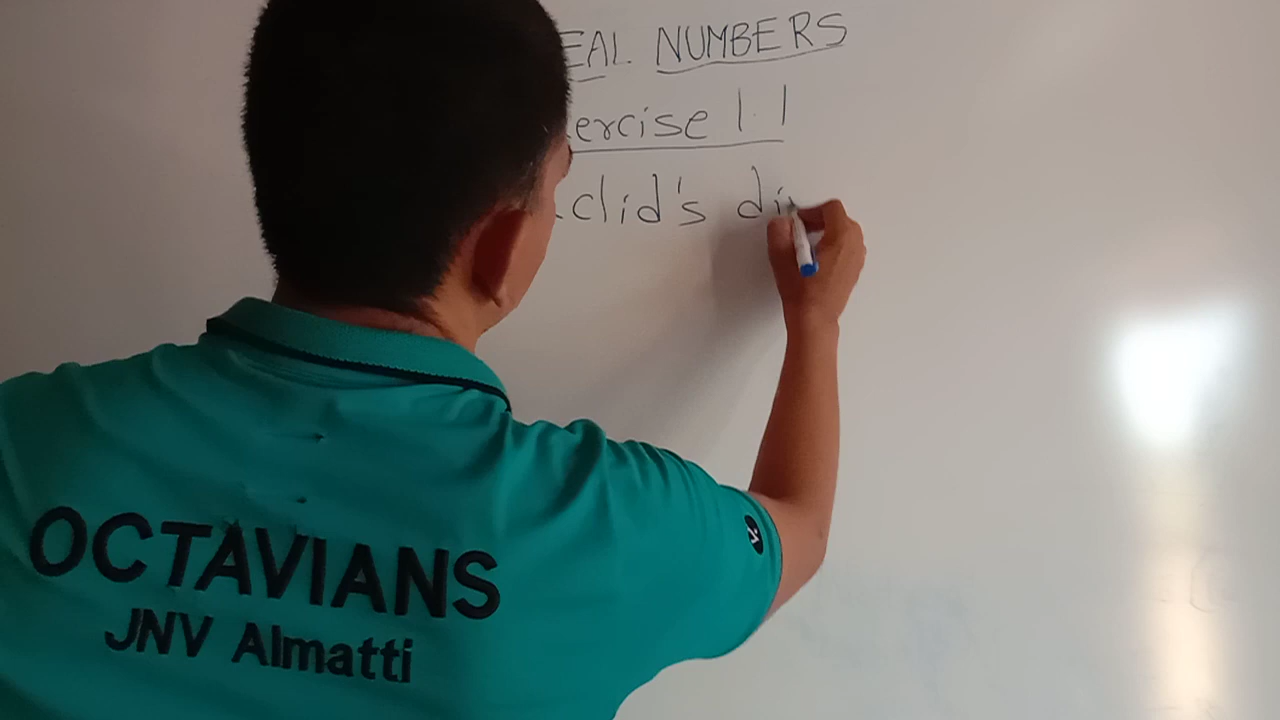 EAL NUMBERS
ercise 1.1
clid's di
OCTAVIANS
JNV Almatti